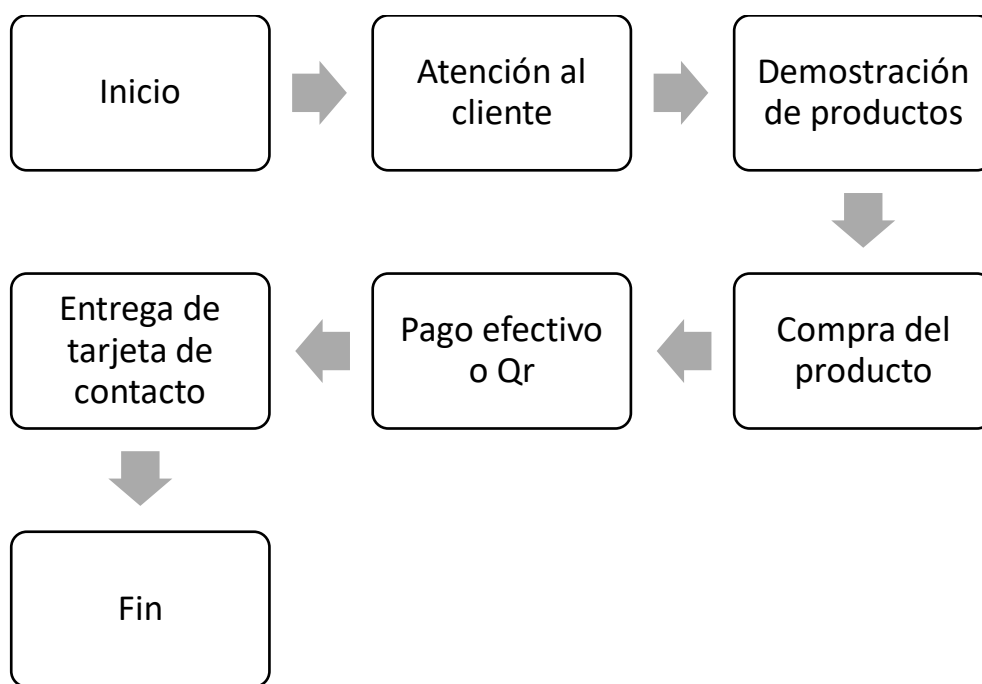 Inicio
Atención al
cliente
Demostración
de productos
Compra del
producto
Pago efectivo
o Qr
Entrega de
tarjeta de
contacto
Fin